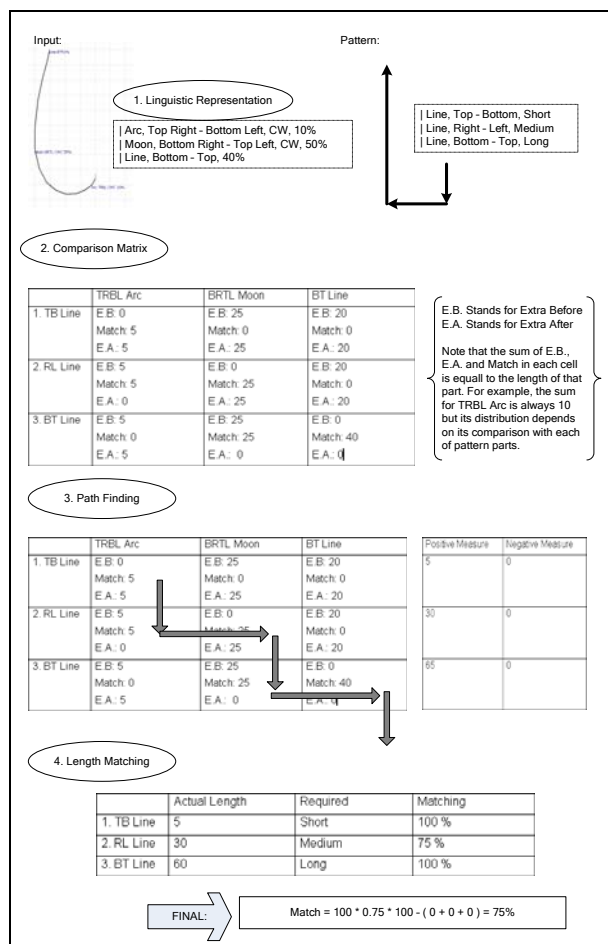 Input:
Pattern:
1. Linguistic Representation
| Arc, Top Right - Bottom Left, CW, 10%
| Moon, Bottom Right - Top Left, CW, 50%
| Line, Bottom - Top, 40%
| Line, Top - Bottom, Short
| Line, Right - Left, Medium
| Line, Bottom - Top, Long
2. Comparison Matrix
TRBL Arc BRTL Moon BT Line
1. TB Line E.B: 0 E.B: 25 E.B: 20
Match: 5 Match: 0 Match: 0
E.A.: 5 E.A.: 25 E.A.: 20
2. RL Line E.B: 5 E.B: 0 E.B: 20
Match: 5 Match: 25 Match: 0
E.A.: 0 E.A.: 25 E.A.: 20
3. BT Line E.B: 5 E.B: 25 E.B: 0
Match: 0 Match: 25 Match: 40
E.A.: 5 E.A.: 0 E.A.: 0
E.B. Stands for Extra Before
E.A. Stands for Extra After
Note that the sum of E.B.,
E.A. and Match in each cell
is equall to the length of that
part. For example, the sum
for TRBL Arc is always 10
but its distribution depends
on its comparison with each
of pattern parts.
3. Path Finding
TRBL Arc BRTL Moon BT Line
1. TB Line E.B: 0 E.B: 25 E.B: 20
Match: 5 Match: 0 Match: 0
E.A.: 5 E.A.: 25 E.A.: 20
2. RL Line E.B: 5 E.B: 0 E.B: 20
Match: 5 Match: 25 Match: 0
E.A.: 0 E.A.: 25 E.A.: 20
3. BT Line E.B: 5 E.B: 25 E.B: 0
Match: 0 Match: 25 Match: 40
E.A.: 5 E.A.: 0 E.A.: 0
Positive Measure Negative Measure
5 0
30 0
65 0
4. Length Matching
Actual Length Required Matching
1. TB Line 5 Short 100 %
2. RL Line 30 Medium 75 %
3. BT Line 60 Long 100 %
FINAL:
Match = 100 * 0.75 * 100 - ( 0 + 0 + 0 ) = 75%